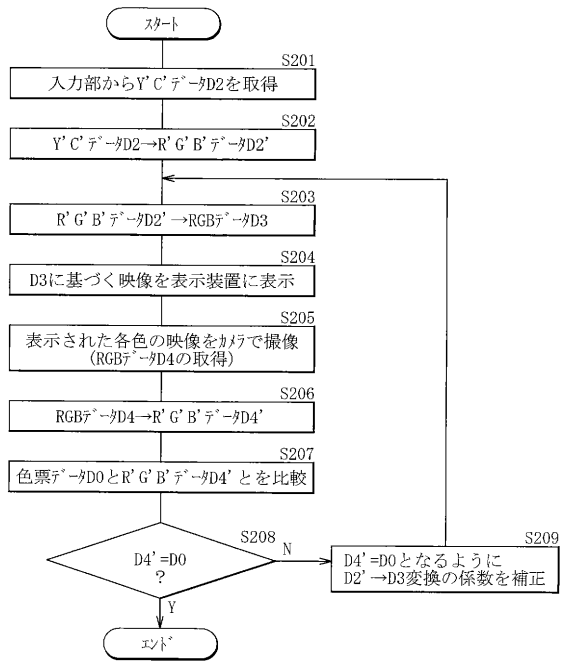 ｽﾀｰﾄ
S201
入力部からY'C'ﾃﾞｰﾀD2を取得
S202
Y'C'ﾃﾞｰﾀD2→R'G'B'ﾃﾞｰﾀD2'
S203
R'G'B'ﾃﾞｰﾀD2'→RGBﾃﾞｰﾀD3
S204
D3に基づく映像を表示装置に表示
S205
表示された各色の映像をｶﾒﾗで撮像
(RGBﾃﾞｰﾀD4の取得)
S206
RGBﾃﾞｰﾀD4→R'G'B'ﾃﾞｰﾀD4'
S207
色票ﾃﾞｰﾀD0とR'G'B'ﾃﾞｰﾀD4'とを比較
S208
D4'=D0
?
N
Y
S209
D4'=D0となるように
D2'→D3変換の係数を補正
ｴﾝﾄﾞ